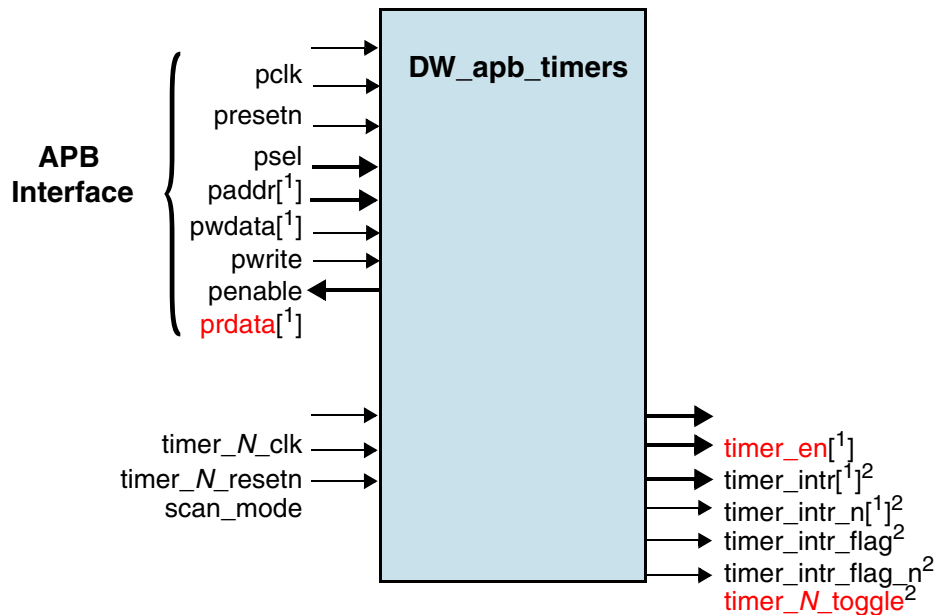 DW_apb_timers
pclk
presetn
psel
APB
Interface
paddr[1]
pwdata[1]
pwrite
penable
prdata[1]
timer_N_clk
timer_N_resetn
scan_mode
timer_en[1]
timer_intr[1]2
timer_intr_n[1]2
timer_intr_flag2
timer_intr_flag_n2
timer_N_toggle2